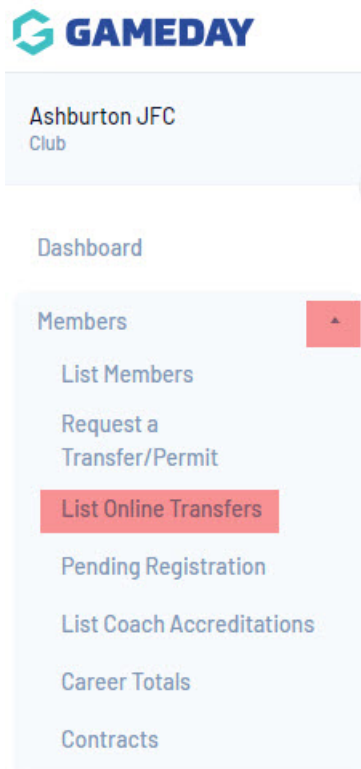 GAMEDAY
Ashburton JFC
Club
Dashboard
Members
List Members
Request a
Transfer/Permit
List Online Transfers
Pending Registration
List Coach Accreditations
Career Totals
Contracts